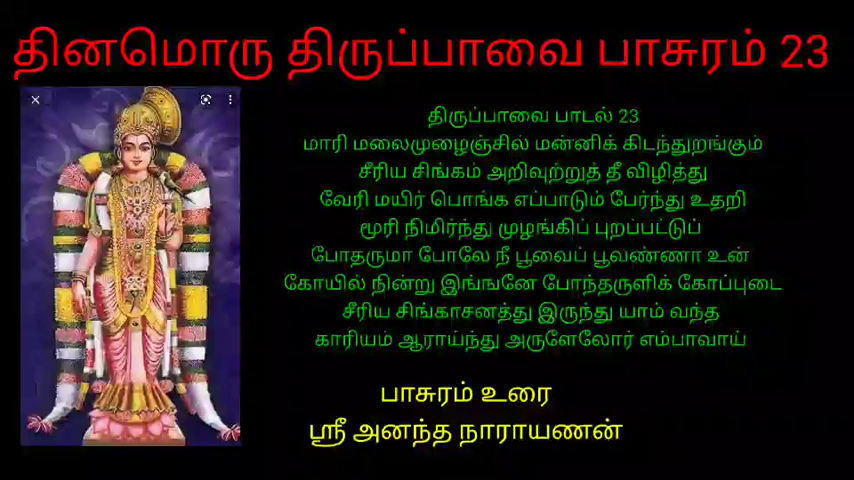 தினமொரு திருப்பாவை பாசுரம் 23
திருப்பாவை பாடல் 23
மாரி மலைமுழைஞ்சில் மன்னிக் கிடந்துறங்கும்
சீரிய சிங்கம் அறிவுற்றுத் தீ விழித்து
வேரி மயிர் பொங்க எப்பாடும் பேர்ந்து உதறி
மூரி நிமிர்ந்து முழங்கிப் புறப்பட்டுப்
போதருமா போலே நீ பூவைப் பூவண்ணா உன்
கோயில் நின்று இங்ஙனே போந்தருளிக் கோப்புடை
சீரிய சிங்காசனத்து இருந்து யாம் வந்த
காரியம் ஆராய்ந்து அருளேலோர் எம்பாவாய்
பாசுரம் உரை
ஸ்ரீ அனந்த நாராயணன்